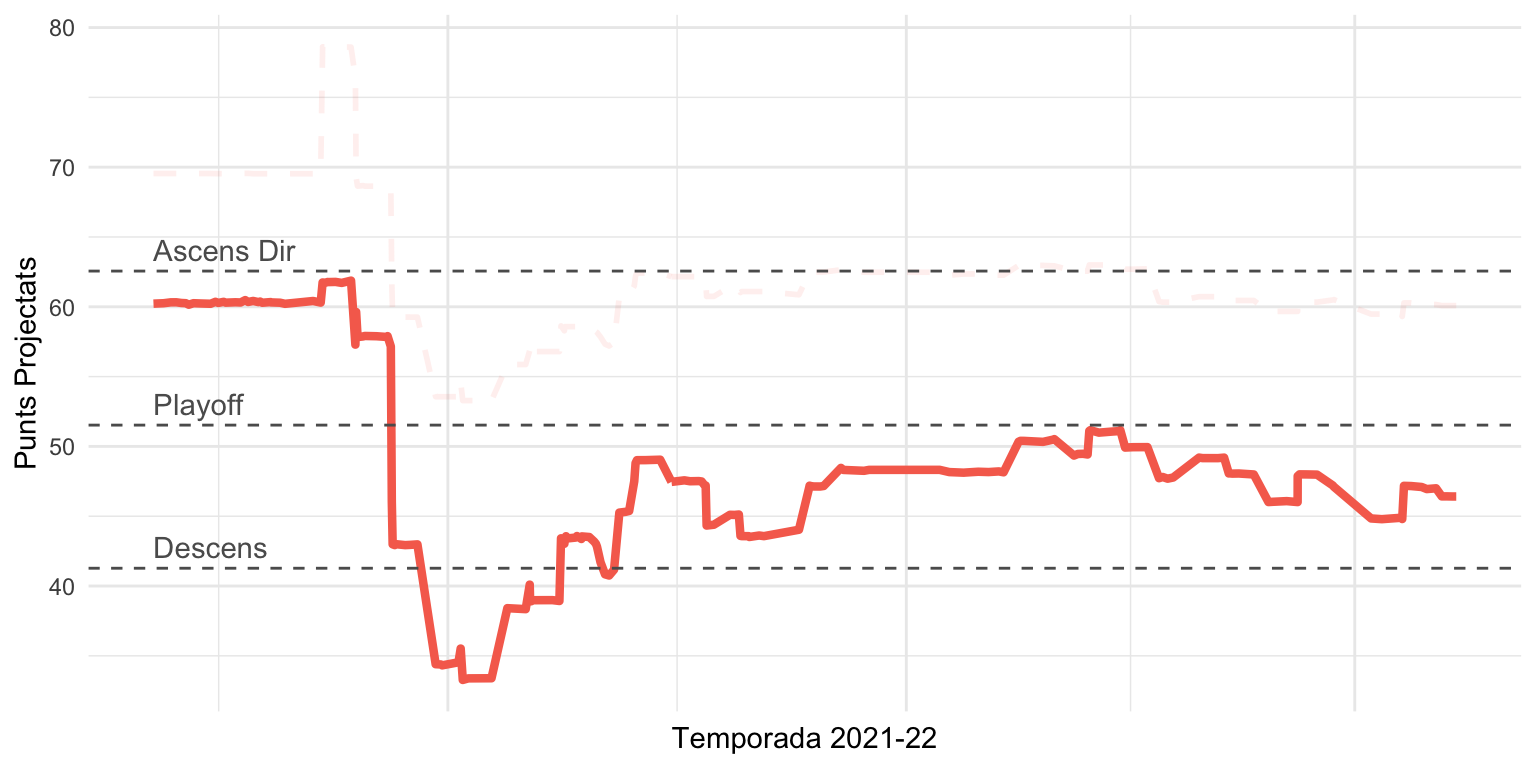 80
70
Ascens Dir
60
Playoff
50
Descens
40
Punts Projectats
Temporada 2021-22